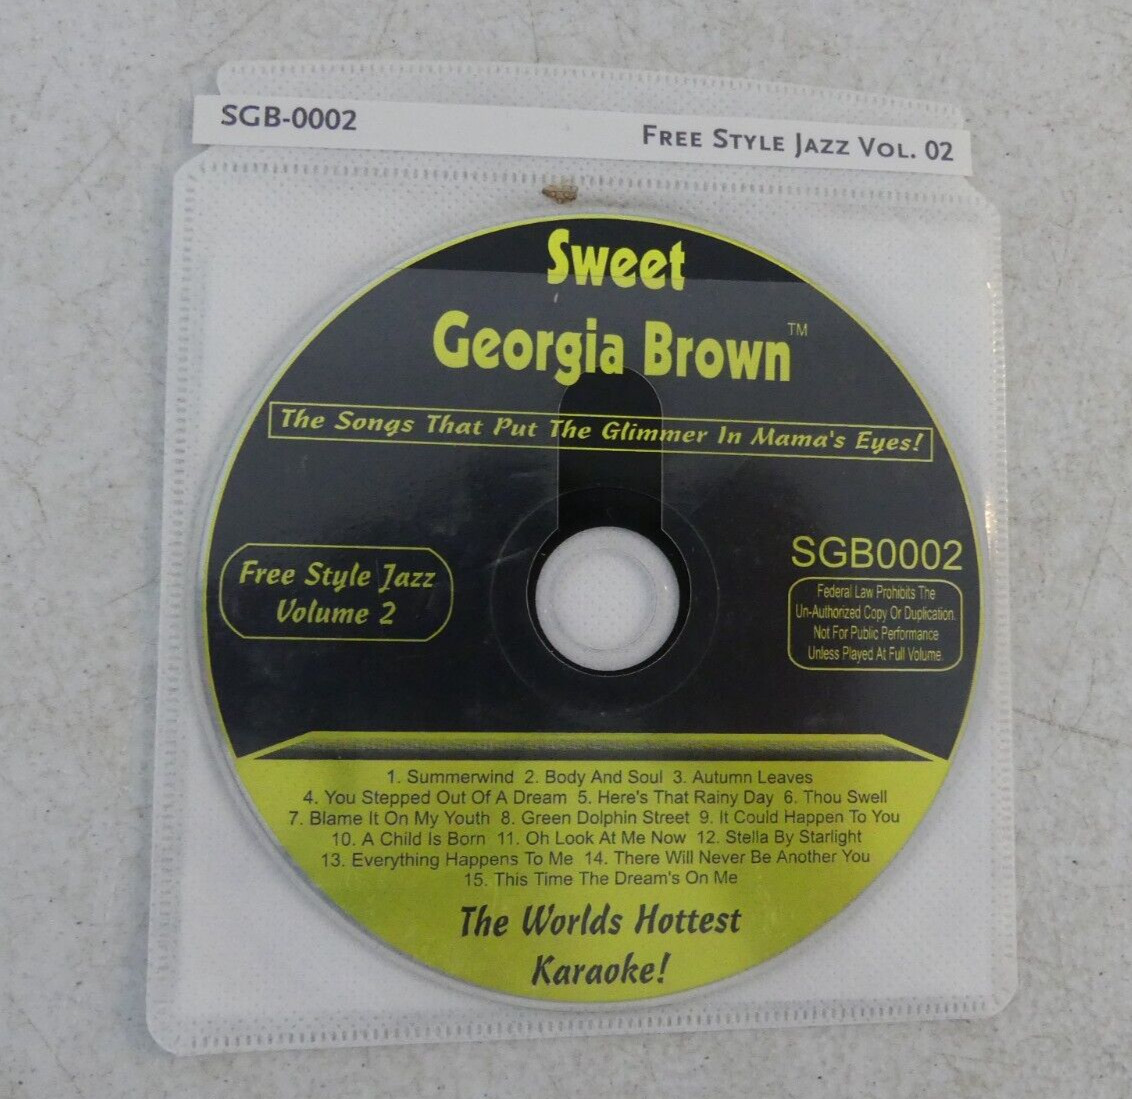 SGB-0002
FREE STYLE JAZZ VOL. 02
Sweet
Georgia Brown™
The Songs That Put The Glimmer In Mama's Eyes!
Free Style Jazz
Volume 2
SGB0002
Federal Law Prohibits The
Un-Authorized Copy Or Duplication.
Not For Public Performance
Unless Played At Full Volume.
1. Summerwind 2. Body And Soul 3. Autumn Leaves
4. You Stepped Out Of A Dream 5. Here's That Rainy Day 6. Thou Swell
7. Blame It On My Youth 8. Green Dolphin Street 9. It Could Happen To You
10. A Child Is Born 11. Oh Look At Me Now 12. Stella By Starlight
13. Everything Happens To Me 14. There Will Never Be Another You
15. This Time The Dream's On Me
The Worlds Hottest
Karaoke!